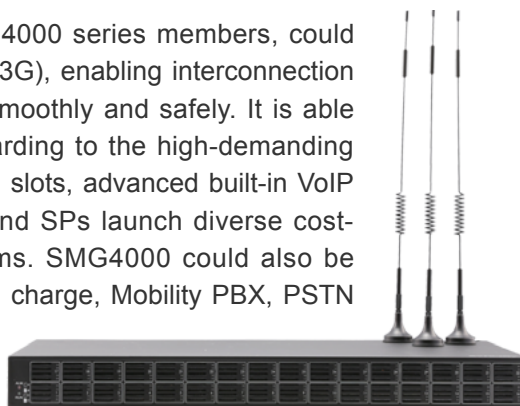 4000 series members, could
3G), enabling interconnection
moothly and safely. It is able
arding to the high-demanding
slots, advanced built-in VoIP
nd SPs launch diverse cost-
ms. SMG4000 could also be
charge, Mobility PBX, PSTN